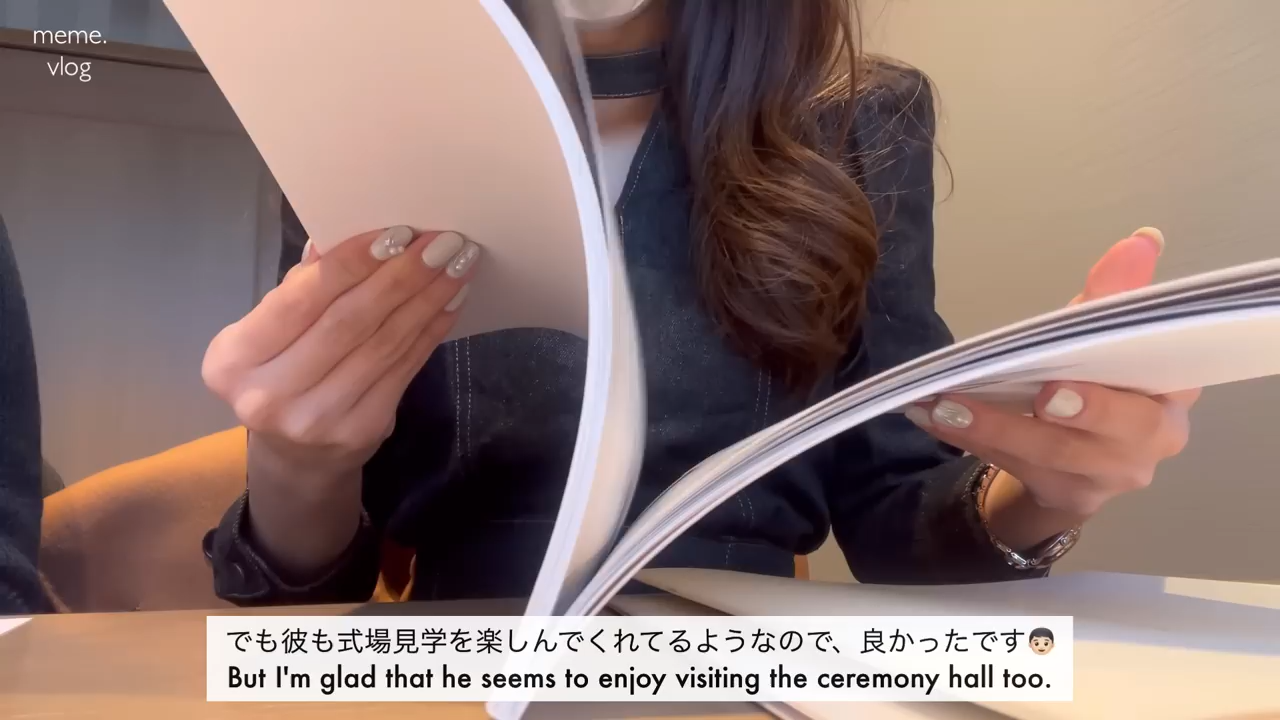 meme.
vlog
でも彼も式場見学を楽しんでくれてるようなので、良かったです👦🏻
But I'm glad that he seems to enjoy visiting the ceremony hall too.